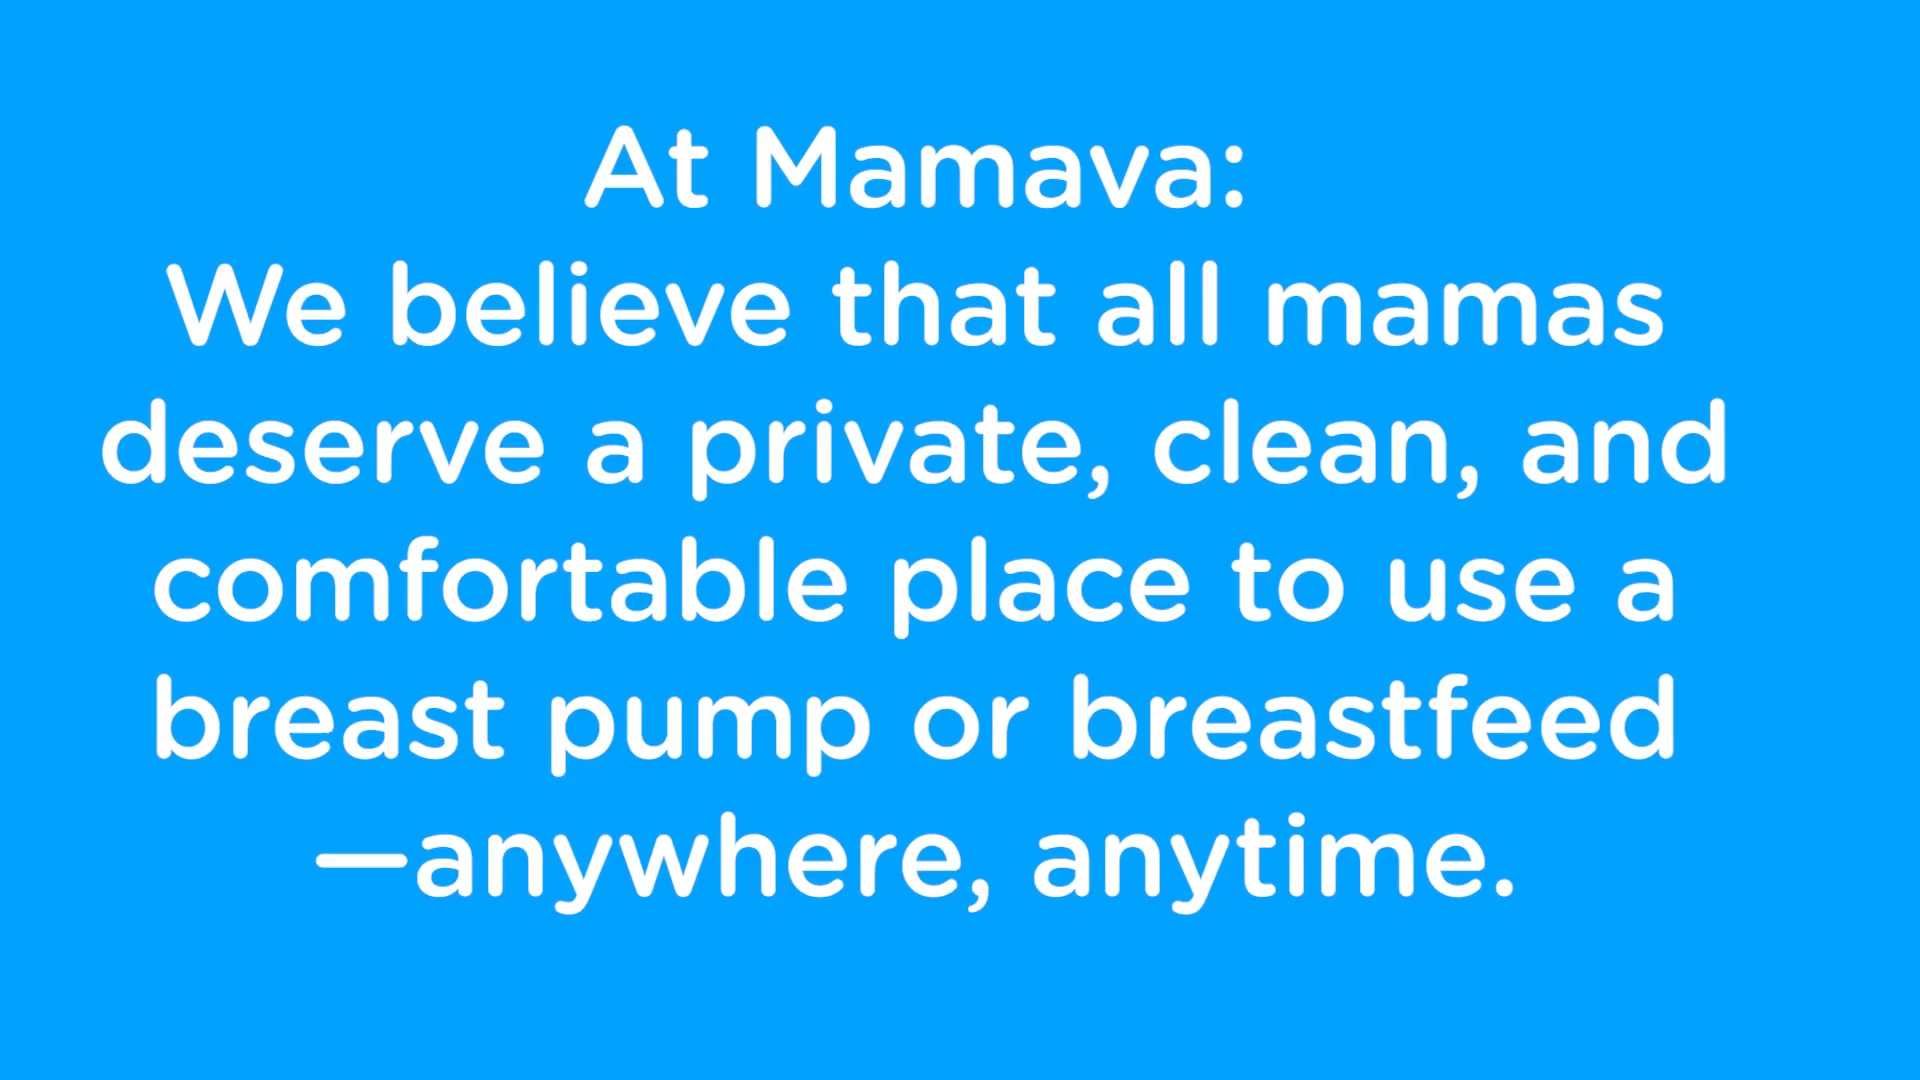 At Mamava:
We believe that all mamas
deserve a private, clean, and
comfortable place to use a
breast pump or breastfeed
—anywhere, anytime.